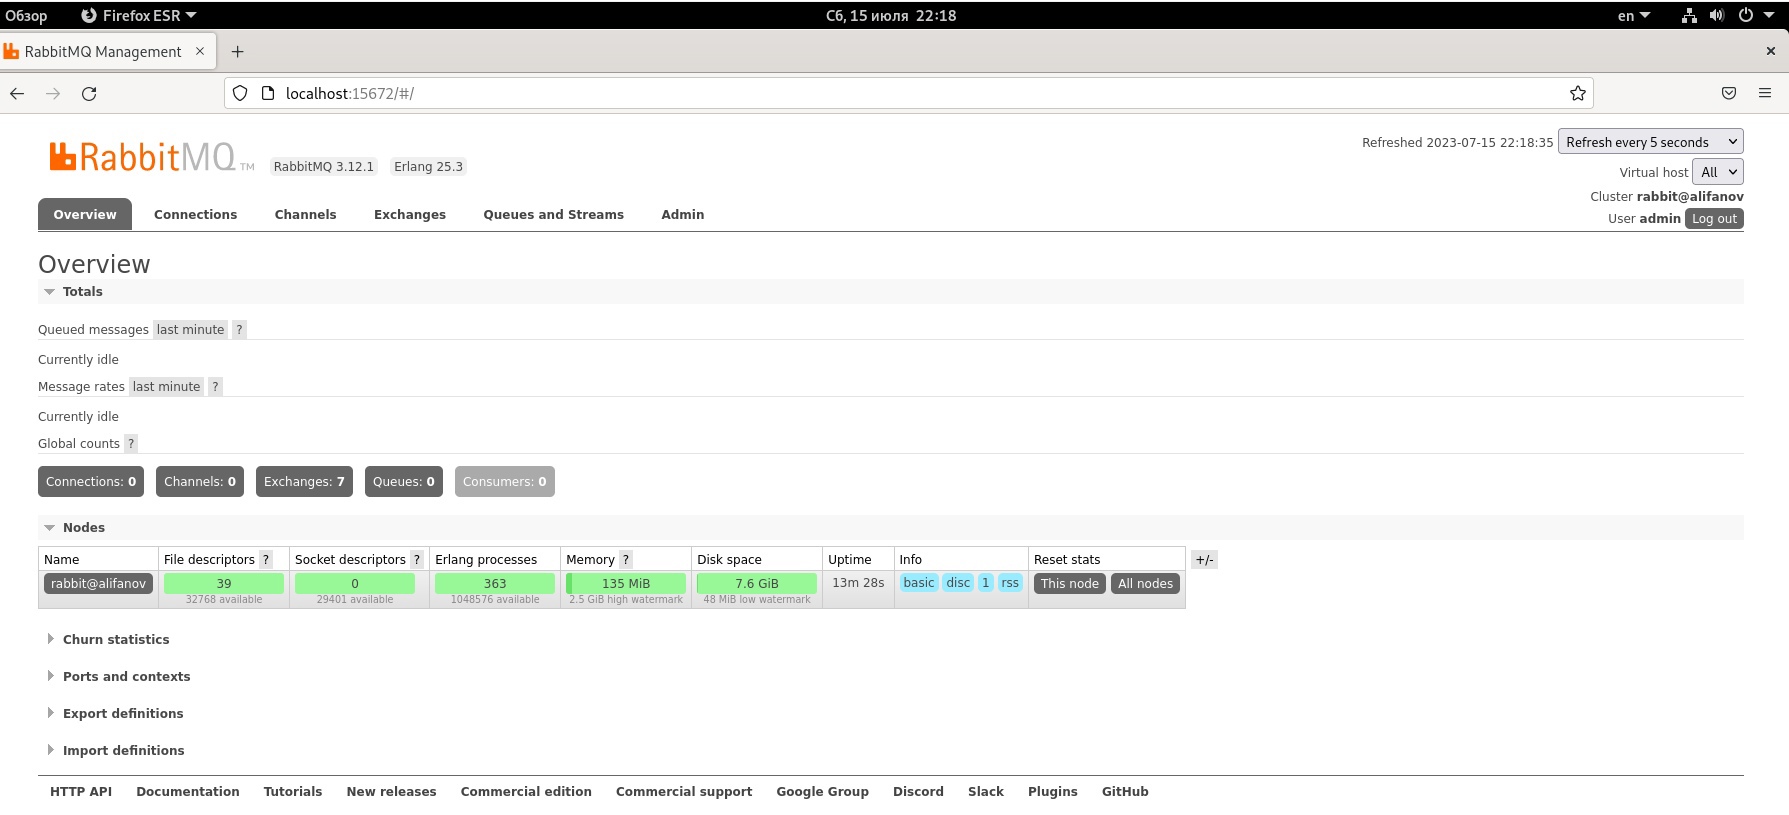 Обзор Firefox ESR Сб, 15 июля 22:18 en
RabbitMQ Management × +
localhost:15672/#/
RabbitMQ TM RabbitMQ 3.12.1 Erlang 25.3
Refreshed 2023-07-15 22:18:35 Refresh every 5 seconds
Virtual host All
Cluster rabbit@alifanov
User admin Log out
Overview Connections Channels Exchanges Queues and Streams Admin
Overview
Totals
Queued messages last minute ?
Currently idle
Message rates last minute ?
Currently idle
Global counts ?
Connections: 0 Channels: 0 Exchanges: 7 Queues: 0 Consumers: 0
Nodes
Name File descriptors ? Socket descriptors ? Erlang processes Memory ? Disk space Uptime Info Reset stats +/-
rabbit@alifanov 39 0 363 135 MiB 7.6 GiB 13m 28s basic disc 1 rss This node All nodes
32768 available 29401 available 1048576 available 2.5 GiB high watermark 48 MiB low watermark
Churn statistics
Ports and contexts
Export definitions
Import definitions
HTTP API Documentation Tutorials New releases Commercial edition Commercial support Google Group Discord Slack Plugins GitHub